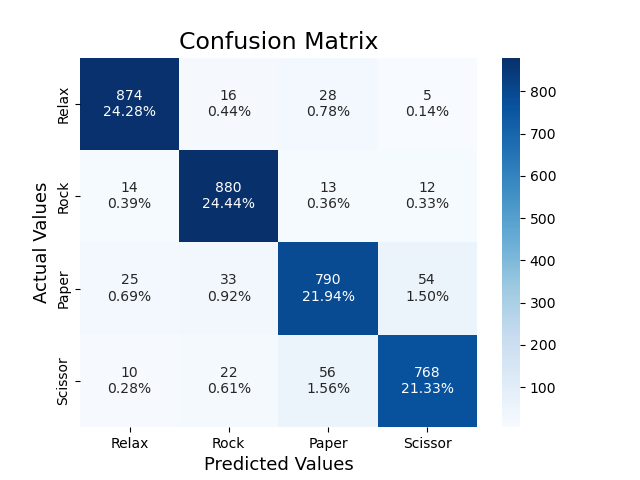 Confusion Matrix
Actual Values
Relax
874 16 28 5
24.28% 0.44% 0.78% 0.14%
Rock
14 880 13 12
0.39% 24.44% 0.36% 0.33%
Paper
25 33 790 54
0.69% 0.92% 21.94% 1.50%
Scissor
10 22 56 768
0.28% 0.61% 1.56% 21.33%
Relax Rock Paper Scissor
Predicted Values
800
700
600
500
400
300
200
100